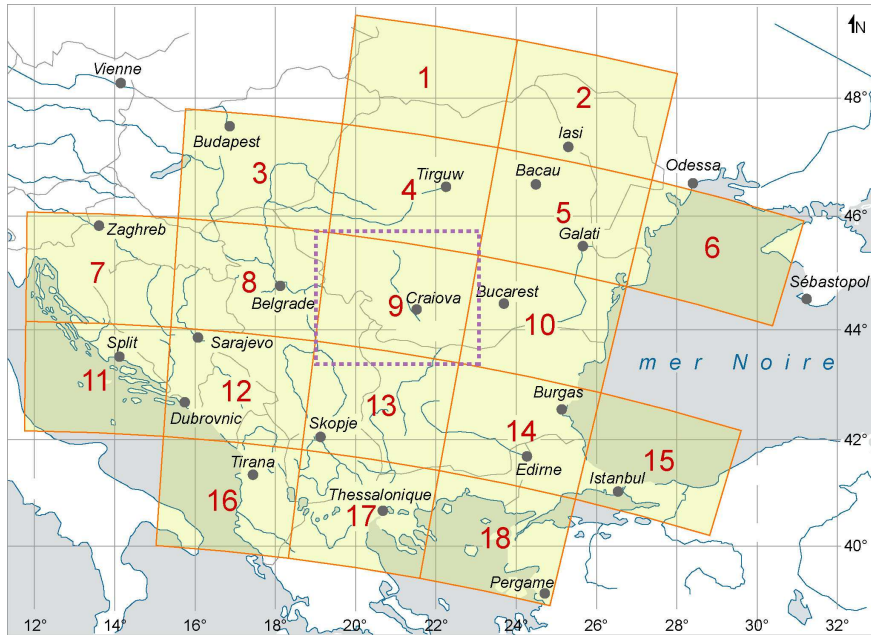 N
1
Vienne
2
48°
Budapest
Iasi
3
Tirguw
Bacau
Odessa
4
5
46°
Zaghreb
Galati
6
7
8
Belgrade
9
Craiova
Bucarest
Sébastopol
10
44°
Split
Sarajevo
mer Noire
11
12
Dubrovnic
13
Burgas
Skopje
14
42°
Tirana
Edirne
15
Istanbul
16
Thessalonique
17
18
40°
Pergame
12° 14° 16° 18° 20° 22° 24° 26° 28° 30° 32°